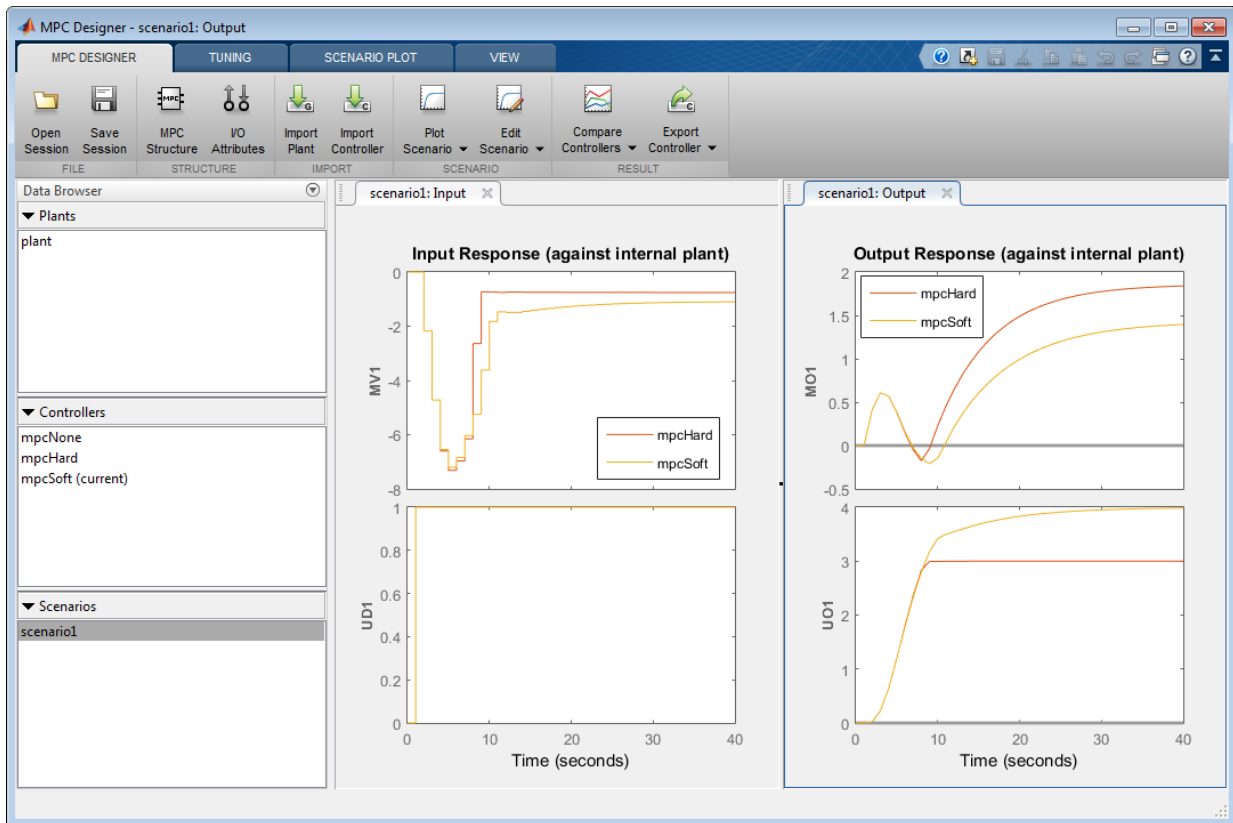 MPC Designer - scenario1: Output
MPC DESIGNER TUNING SCENARIO PLOT VIEW
Open Session
Save Session
MPC Structure
I/O Attributes
Import Plant
Import Controller
Plot Scenario
Edit Scenario
Compare Controllers
Export Controller
FILE STRUCTURE IMPORT SCENARIO RESULT
Data Browser
Plants
plant
Controllers
mpcNone
mpcHard
mpcSoft (current)
Scenarios
scenario1
scenario1: Input
Input Response (against internal plant)
MV1
0
-2
-4
-6
-8
mpcHard
mpcSoft
UD1
1
0.8
0.6
0.4
0.2
0
0 10 20 30 40
Time (seconds)
scenario1: Output
Output Response (against internal plant)
MO1
2
1.5
1
0.5
0
-0.5
mpcHard
mpcSoft
UO1
4
3
2
1
0
0 10 20 30 40
Time (seconds)